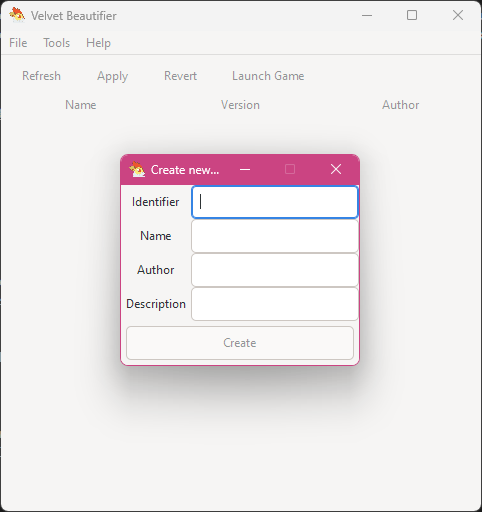 Velvet Beautifier
File Tools Help
Refresh Apply Revert Launch Game
Name Version Author
Create new...
Identifier
Name
Author
Description
Create